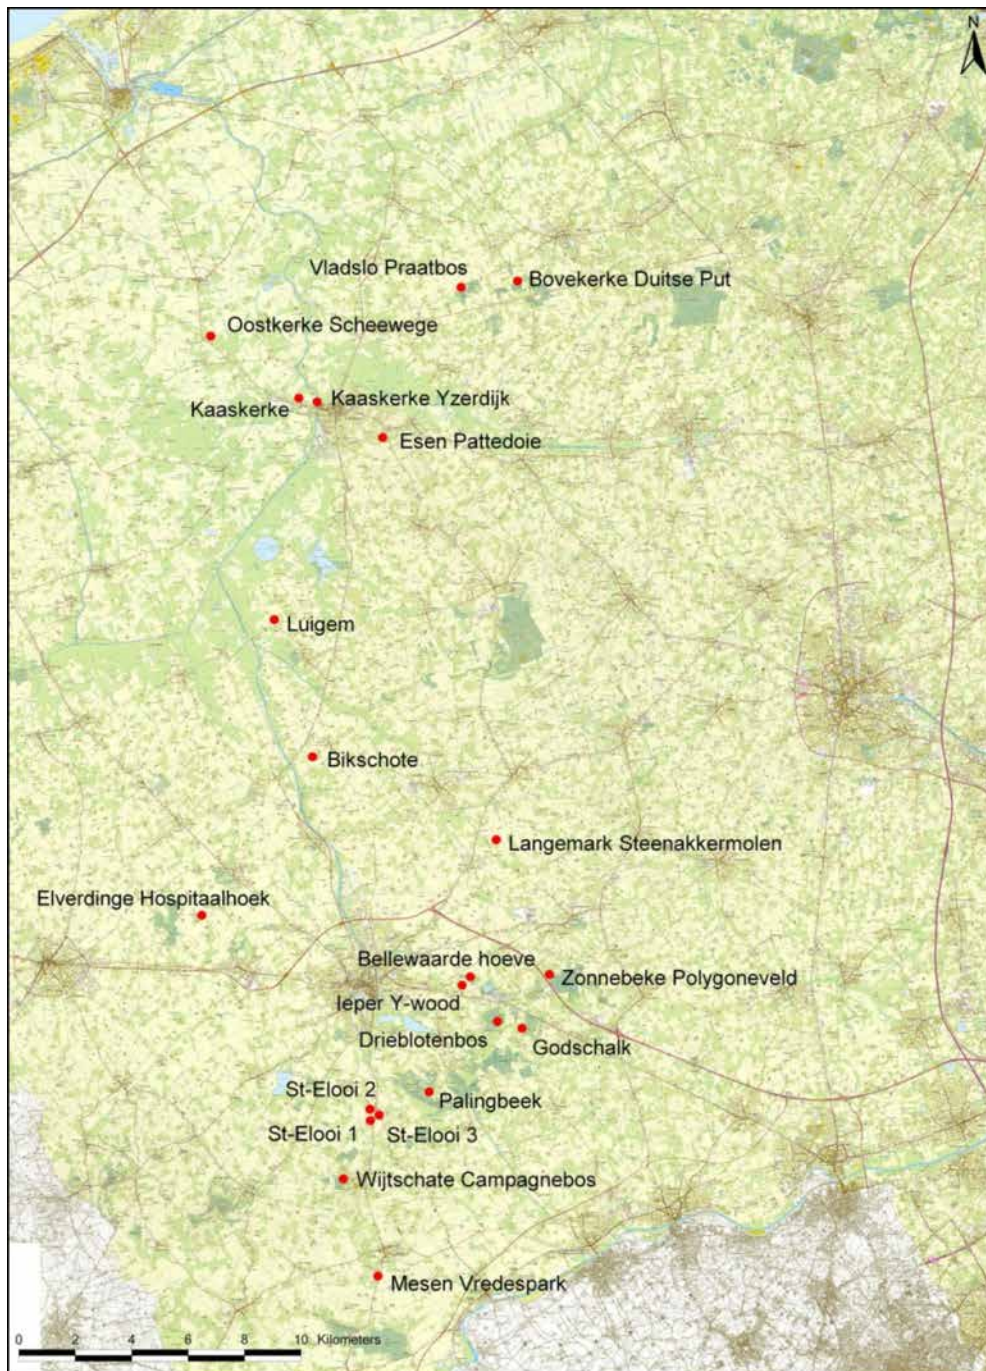 N
Vladslo Praatbos
Bovekerke Duitse Put
Oostkerke Scheewege
Kaaskerke
Kaaskerke Yzerdijk
Esen Pattedoie
Luigem
Bikschote
Langemark Steenakkermolen
Elverdinge Hospitaalhoek
Bellewaarde hoeve
Zonnebeke Polygoneveld
Ieper Y-wood
Drieblotenbos
Godschalk
St-Elooi 2
Palingbeek
St-Elooi 1
St-Elooi 3
Wijtschate Campagnebos
Mesen Vredespark
0 2 4 6 8 10 Kilometers